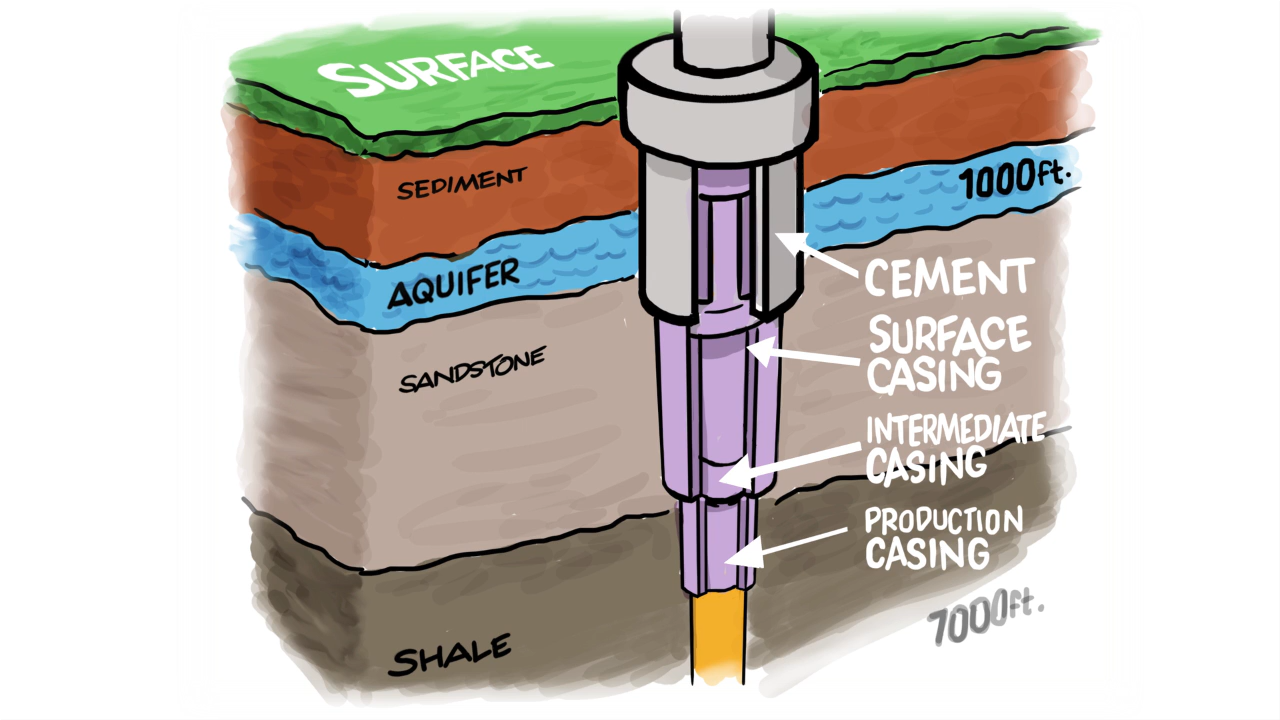 SURFACE
SEDIMENT
1000ft.
AQUIFER
CEMENT
SURFACE
CASING
SANDSTONE
INTERMEDIATE
CASING
PRODUCTION
CASING
7000ft.
SHALE